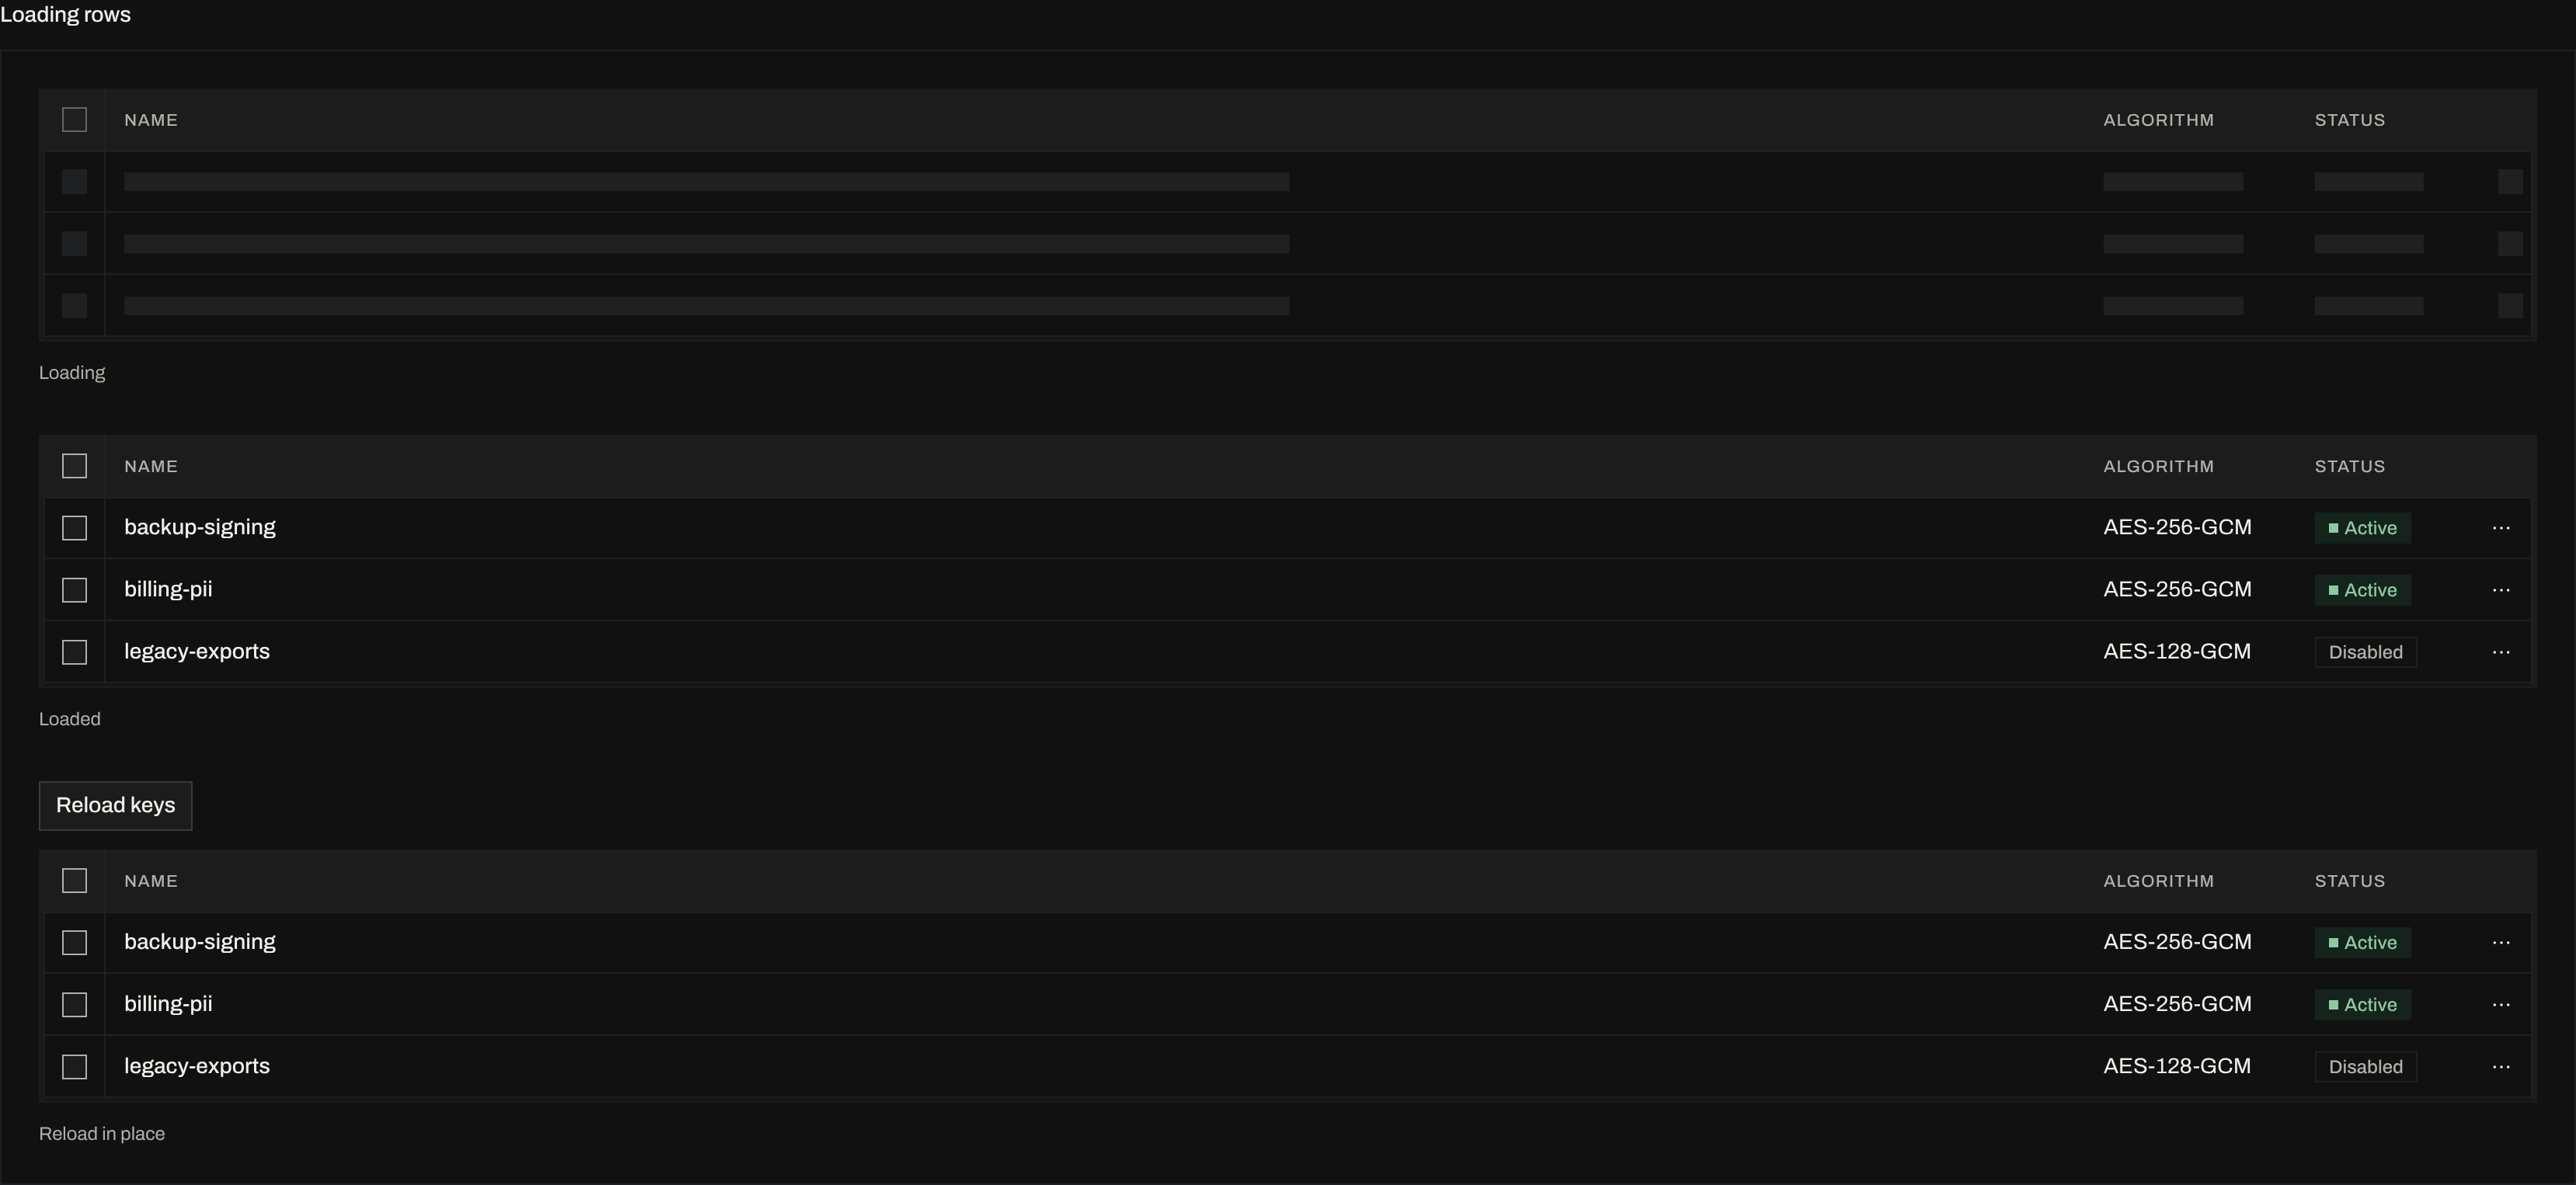 Loading rows
NAME ALGORITHM STATUS
Loading
NAME ALGORITHM STATUS
backup-signing AES-256-GCM Active ···
billing-pii AES-256-GCM Active ···
legacy-exports AES-128-GCM Disabled ···
Loaded
Reload keys
NAME ALGORITHM STATUS
backup-signing AES-256-GCM Active ···
billing-pii AES-256-GCM Active ···
legacy-exports AES-128-GCM Disabled ···
Reload in place